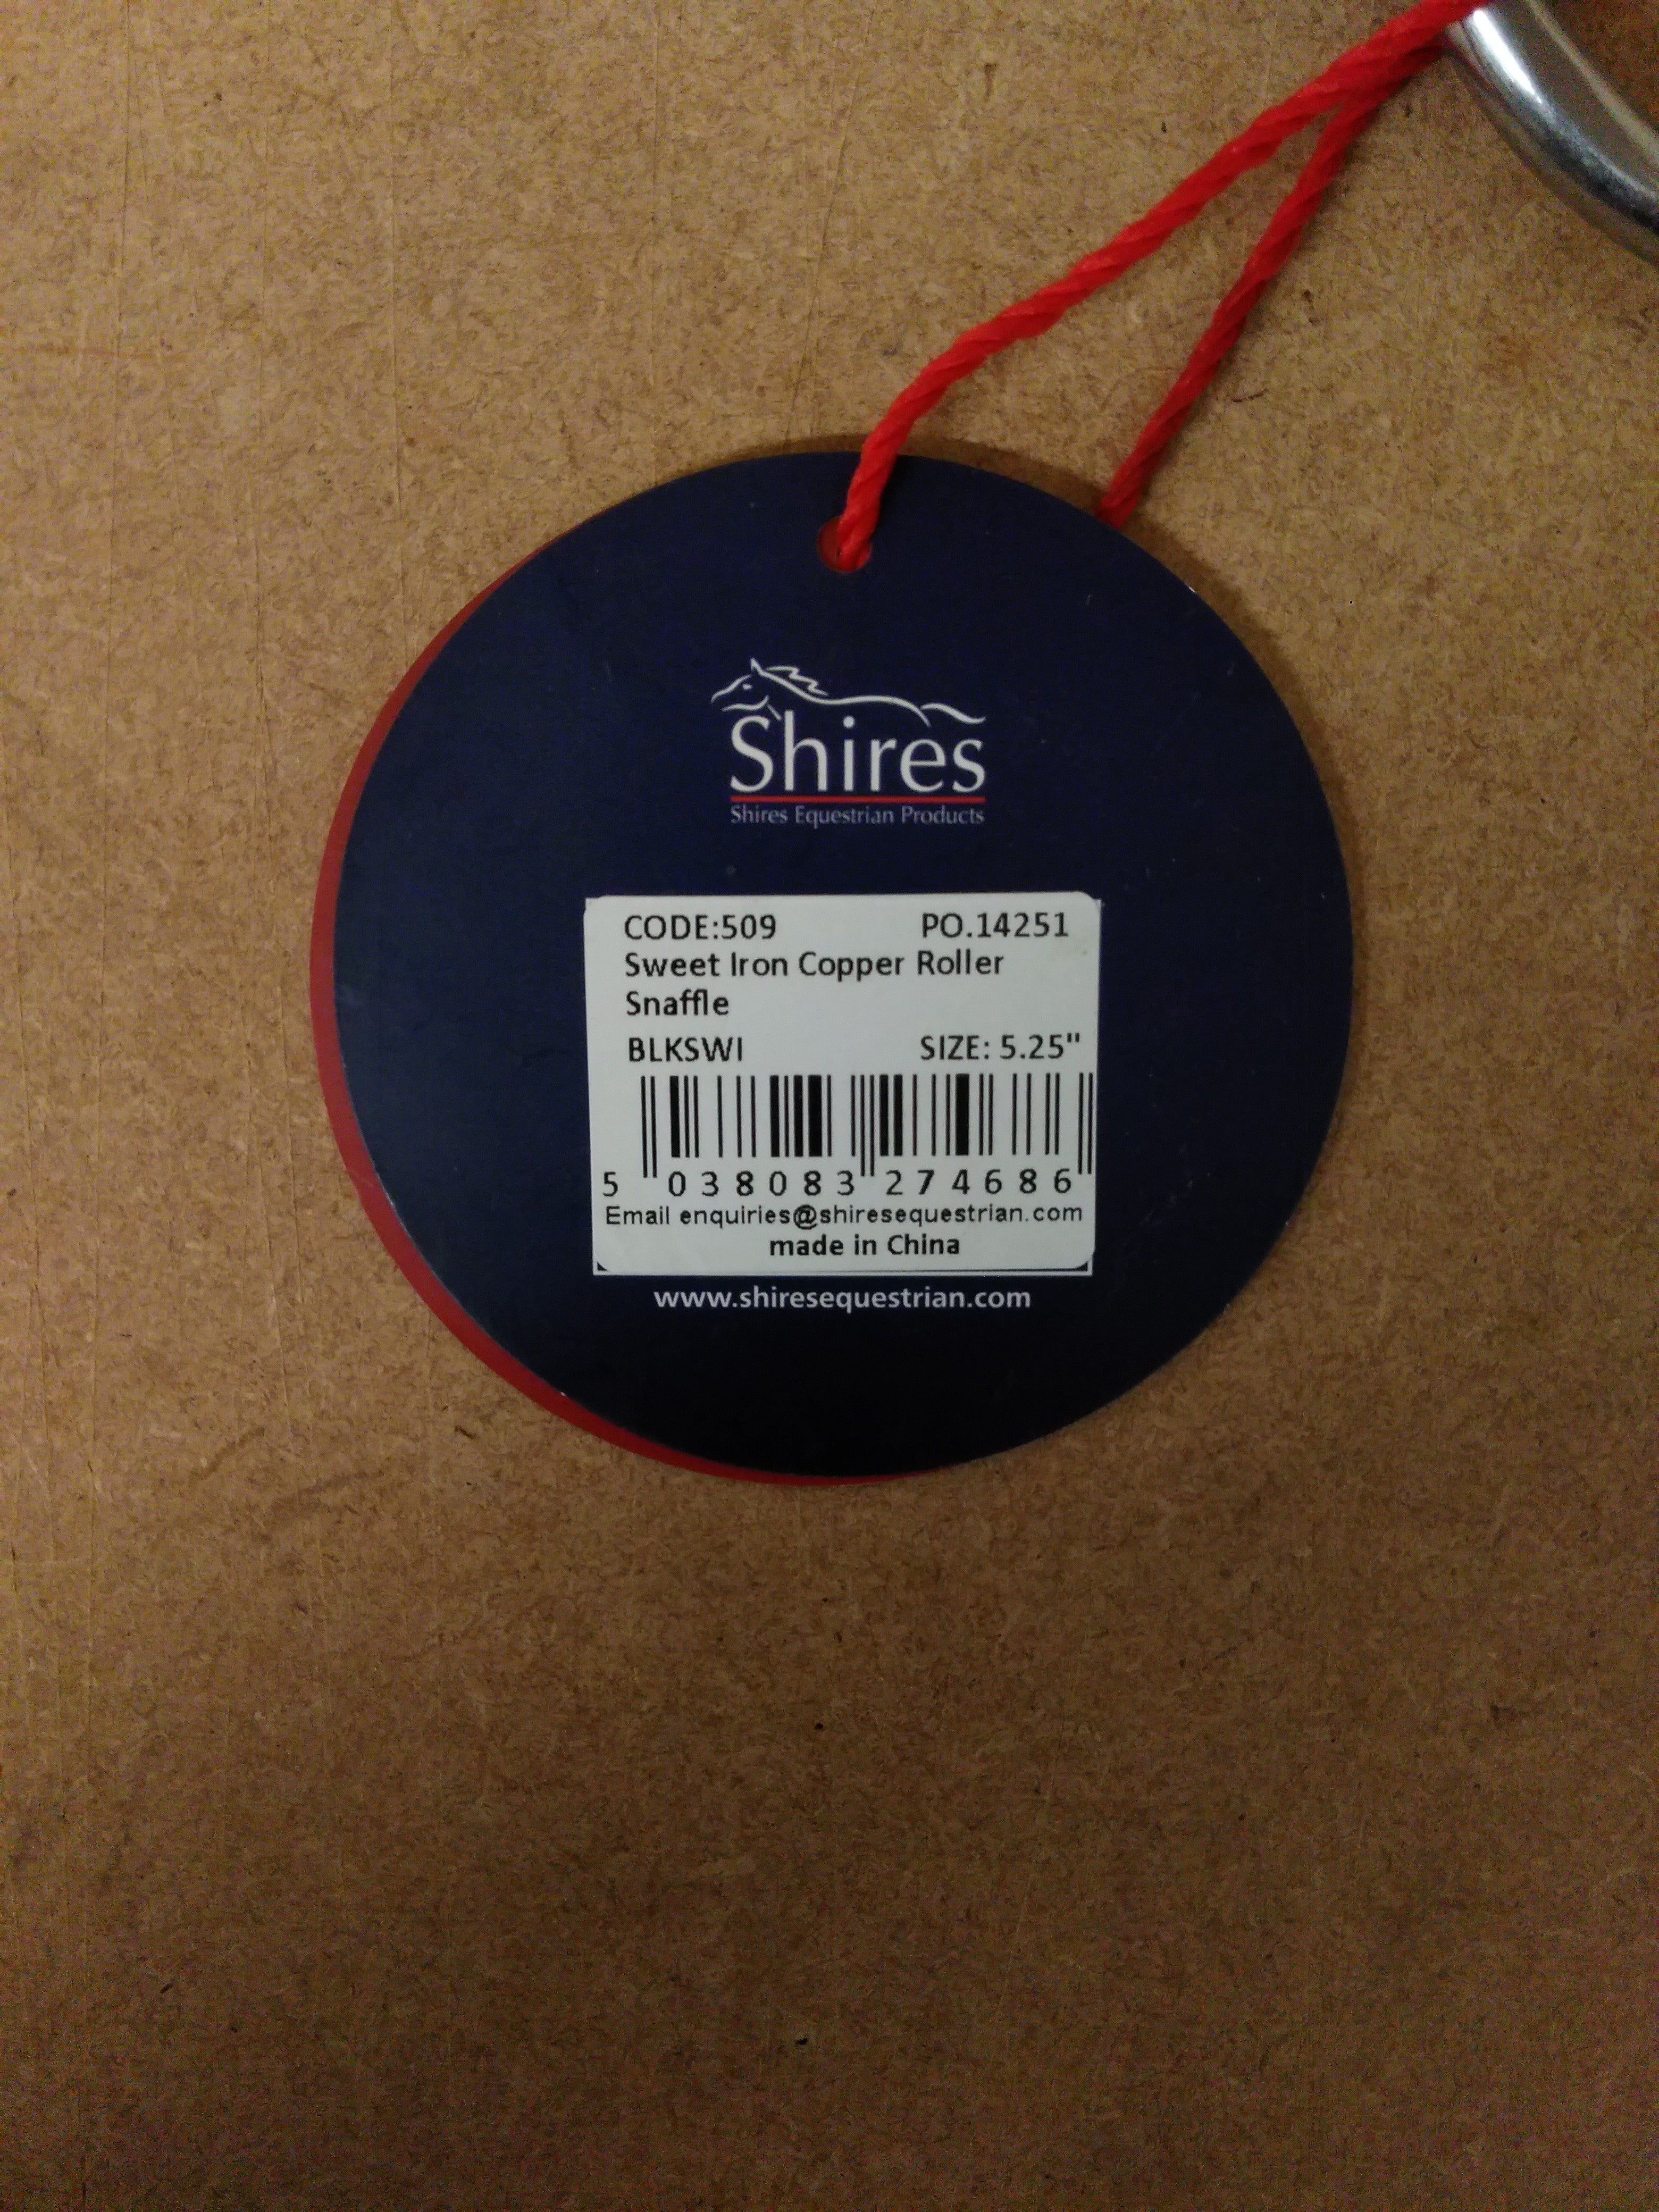 Shires
Shires Equestrian Products
CODE:509 PO.14251
Sweet Iron Copper Roller
Snaffle
BLKSWI SIZE: 5.25"
5 038083 274686
Email enquiries@shiresequestrian.com
made in China
www.shiresequestrian.com